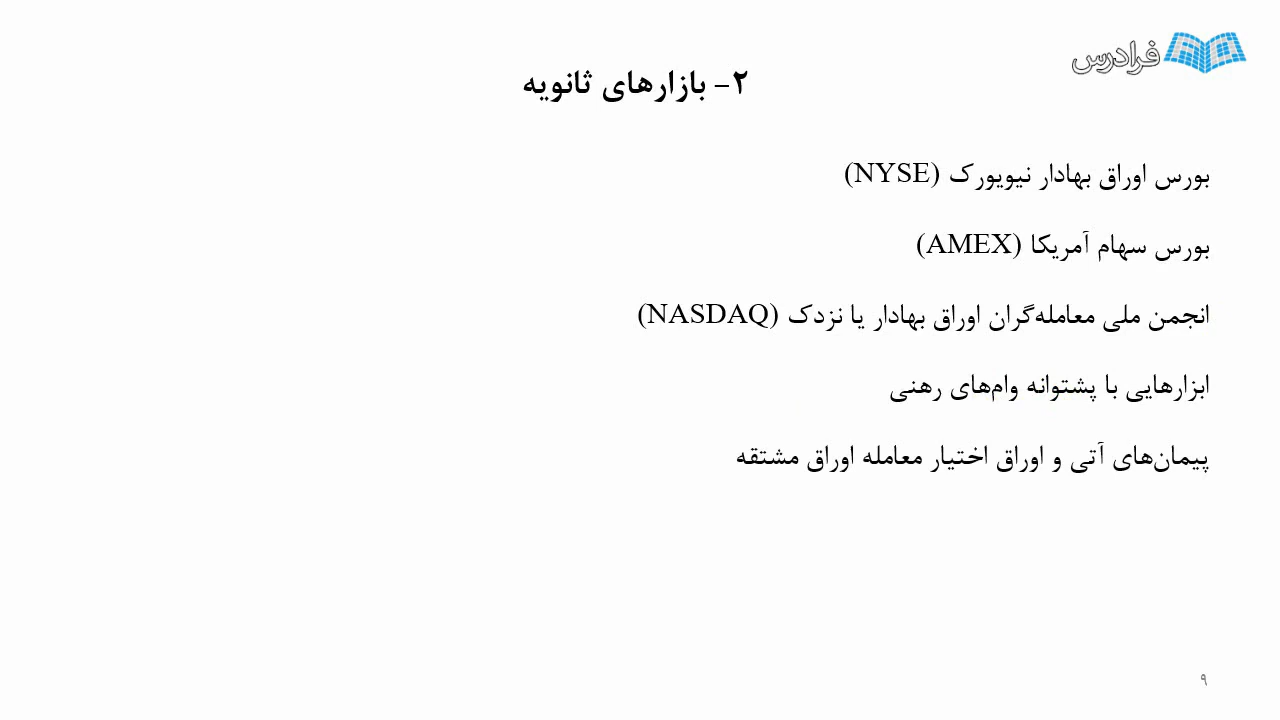 فرادرس
۲- بازارهای ثانویه
بورس اوراق بهادار نیویورک (NYSE)
بورس سهام آمریکا (AMEX)
انجمن ملی معامله‌گران اوراق بهادار یا نزدک (NASDAQ)
ابزارهایی با پشتوانه وام‌های رهنی
پیمان‌های آتی و اوراق اختیار معامله اوراق مشتقه
۹